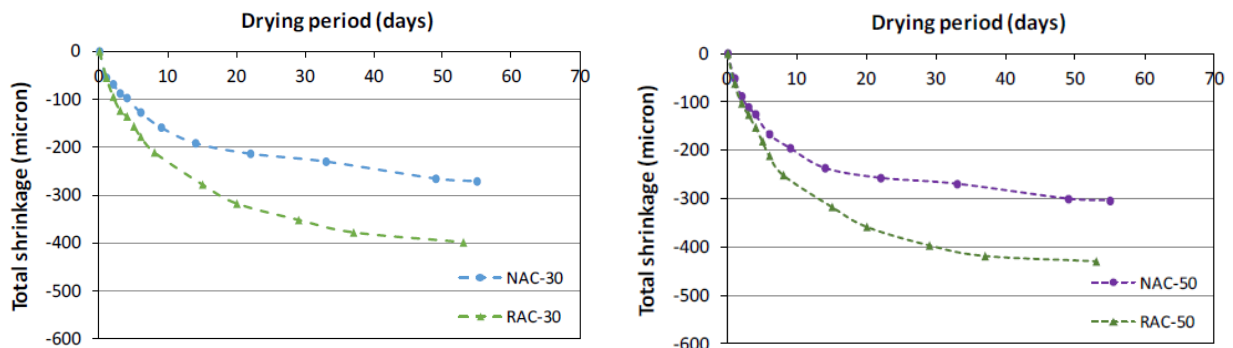 Drying period (days)
0
0 10 20 30 40 50 60 70
-100
-200
-300
-400
-500
-600
Total shrinkage (micron)
NAC-30
RAC-30
Drying period (days)
0
0 10 20 30 40 50 60 70
-100
-200
-300
-400
-500
-600
Total shrinkage (micron)
NAC-50
RAC-50